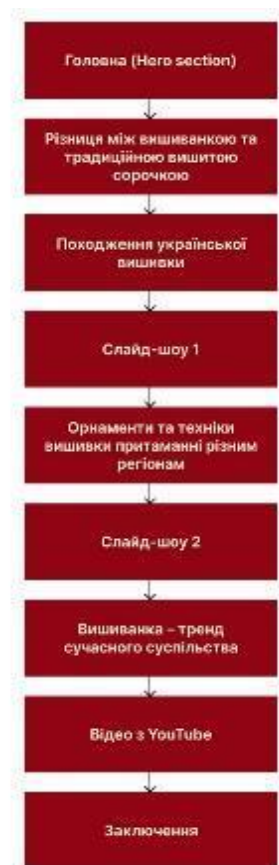 Головна (Hero section)
Різниця між вишиванкою та
традиційною вишитою
сорочкою
Походження української
вишивки
Слайд-шоу 1
Орнаменти та техніки
вишивки притаманні різним
регіонам
Слайд-шоу 2
Вишиванка – тренд
сучасного суспільства
Відео з YouTube
Заключення